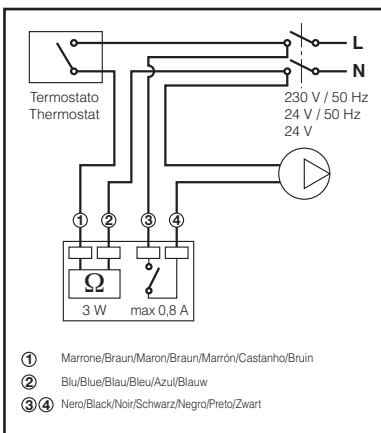 L
N
Termostato
Thermostat
230 V / 50 Hz
24 V / 50 Hz
24 V
1 2 3 4
Ω
3 W max 0,8 A
1 Marrone/Braun/Maron/Braun/Marrón/Castanho/Bruin
2 Blu/Blue/Blau/Bleu/Azul/Blauw
3 4 Nero/Black/Noir/Schwarz/Negro/Preto/Zwart